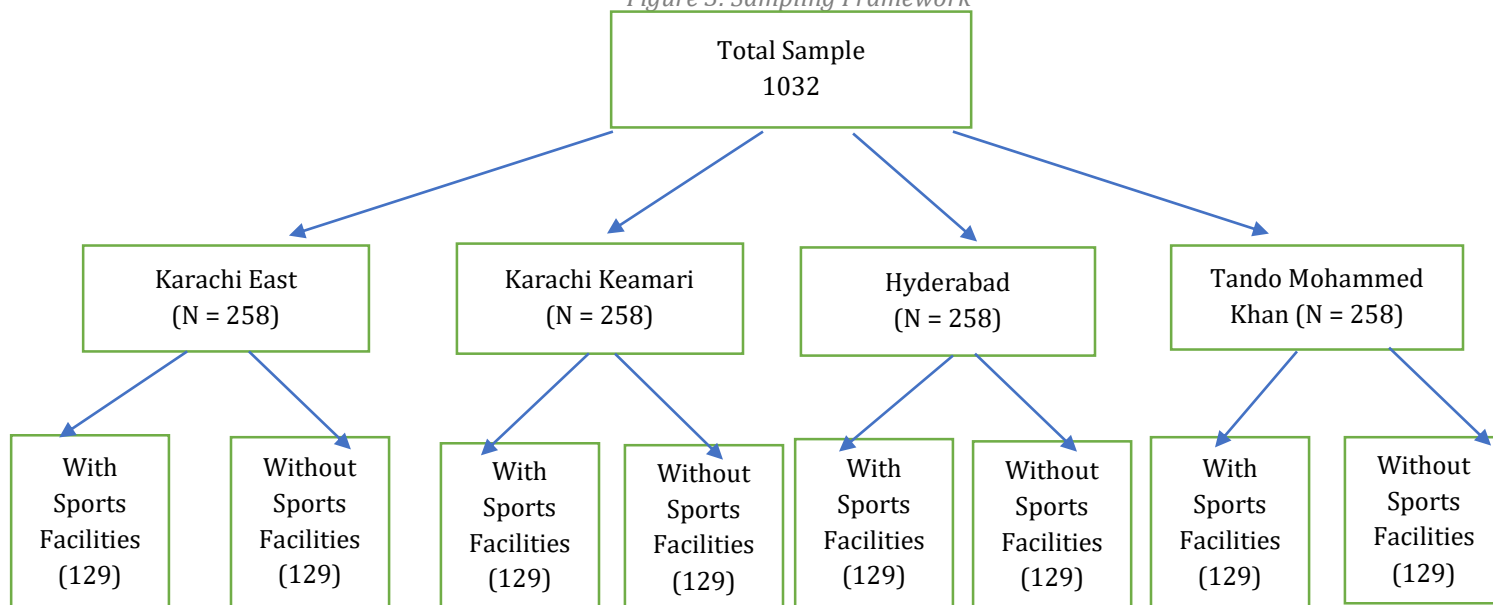 Figure 3: Sampling Framework
Total Sample
1032
Karachi East
(N = 258)
Karachi Keamari
(N = 258)
Hyderabad
(N = 258)
Tando Mohammed
Khan (N = 258)
With
Sports
Facilities
(129)
Without
Sports
Facilities
(129)
With
Sports
Facilities
(129)
Without
Sports
Facilities
(129)
With
Sports
Facilities
(129)
Without
Sports
Facilities
(129)
With
Sports
Facilities
(129)
Without
Sports
Facilities
(129)